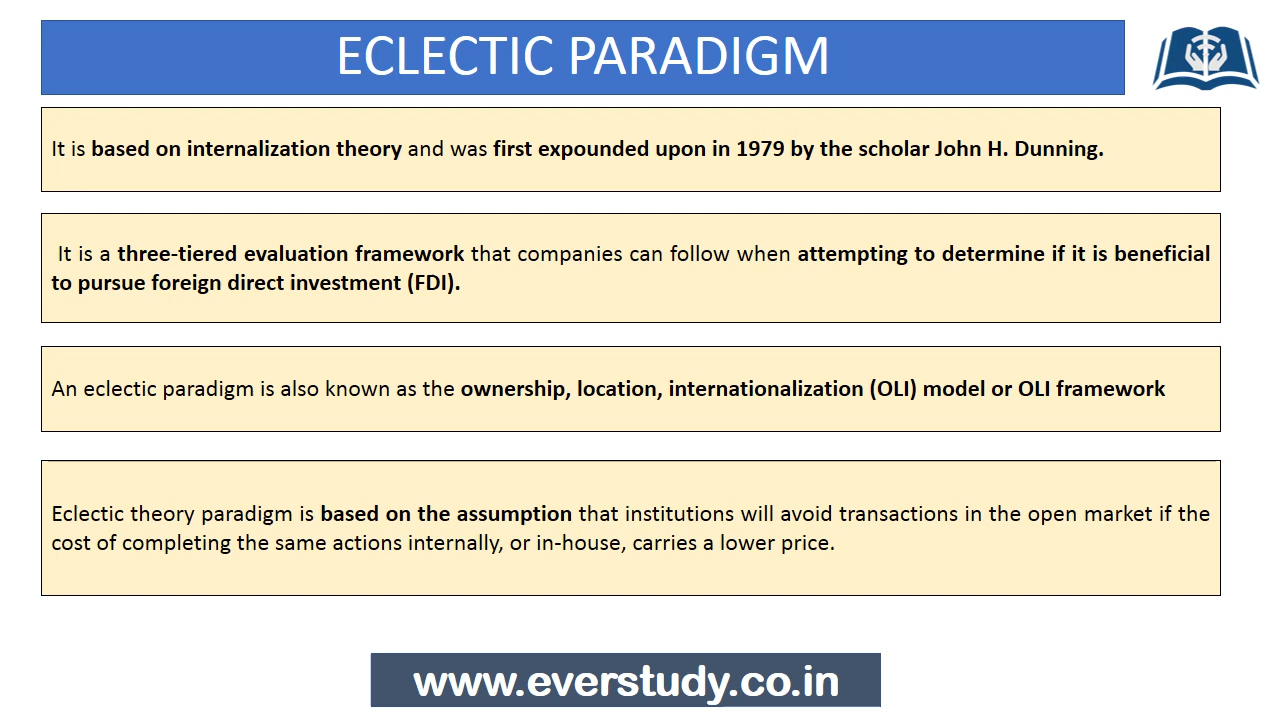 ECLECTIC PARADIGM
It is based on internalization theory and was first expounded upon in 1979 by the scholar John H. Dunning.
It is a three-tiered evaluation framework that companies can follow when attempting to determine if it is beneficial
to pursue foreign direct investment (FDI).
An eclectic paradigm is also known as the ownership, location, internationalization (OLI) model or OLI framework
Eclectic theory paradigm is based on the assumption that institutions will avoid transactions in the open market if the
cost of completing the same actions internally, or in-house, carries a lower price.
www.everstudy.co.in